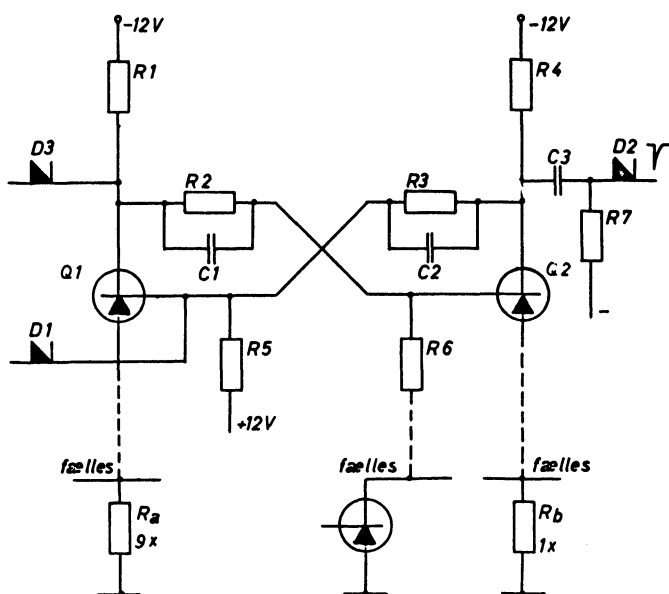 -12V
-12V
R1
R4
D3
C3
D2
R2
R3
R7
C1
C2
Q1
Q2
D1
R5
R6
+12V
-
fælles
fælles
fælles
Ra
9x
Rb
1x